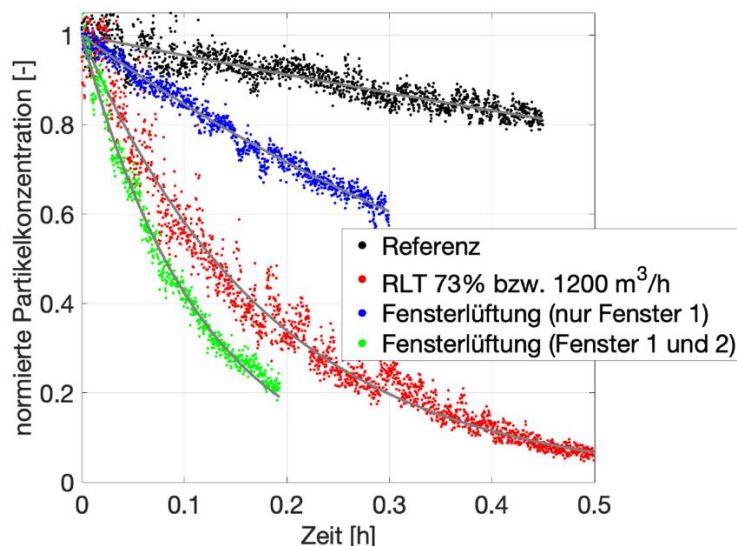 normierte Partikelkonzentration [-]
1
0.8
0.6
0.4
0.2
0
0
0.1
0.2
0.3
0.4
0.5
Zeit [h]
Referenz
RLT 73% bzw. 1200 m³/h
Fensterlüftung (nur Fenster 1)
Fensterlüftung (Fenster 1 und 2)